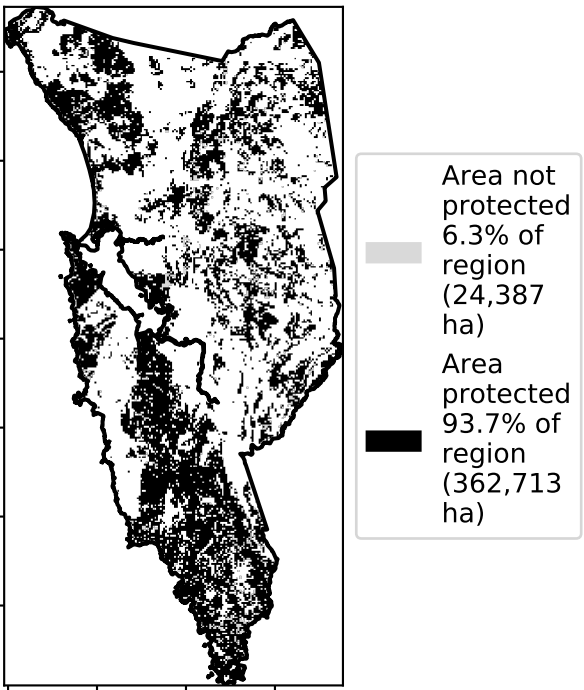 Area not
protected
6.3% of
region
(24,387
ha)
Area
protected
93.7% of
region
(362,713
ha)